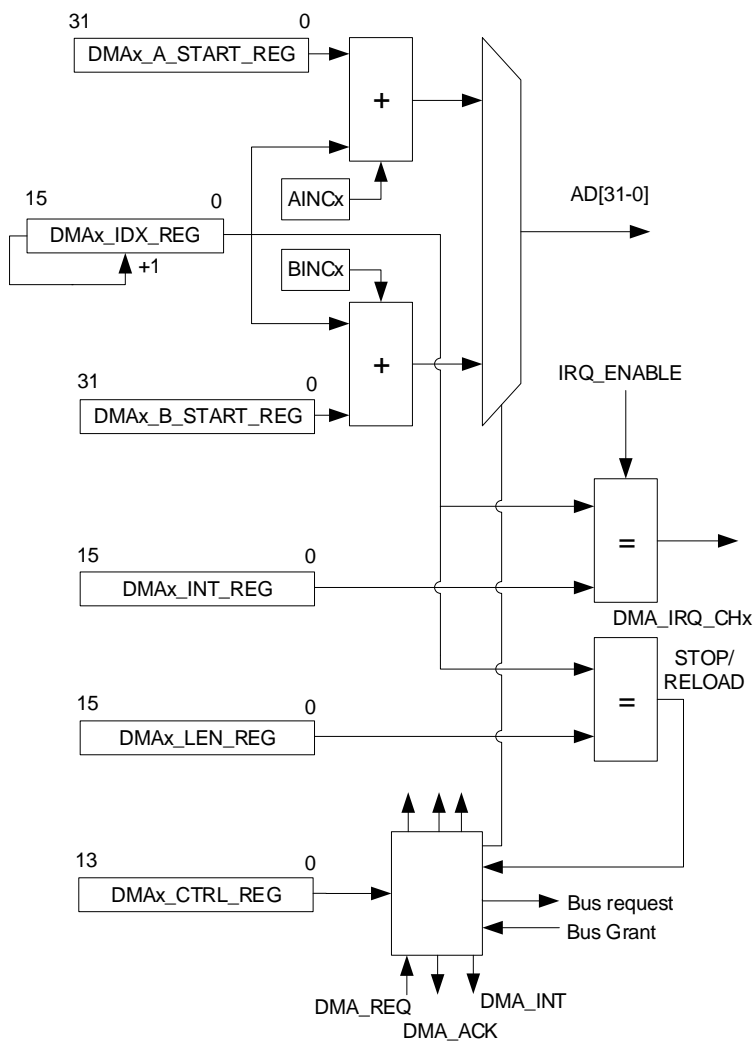 31 0
DMAx_A_START_REG
+
AINCx
15 0
DMAx_IDX_REG
+1
AD[31-0]
BINCx
+
31 0
DMAx_B_START_REG
IRQ_ENABLE
15 0
DMAx_INT_REG
=
DMA_IRQ_CHx
STOP/
RELOAD
15 0
DMAx_LEN_REG
=
13 0
DMAx_CTRL_REG
Bus request
Bus Grant
DMA_REQ
DMA_INT
DMA_ACK